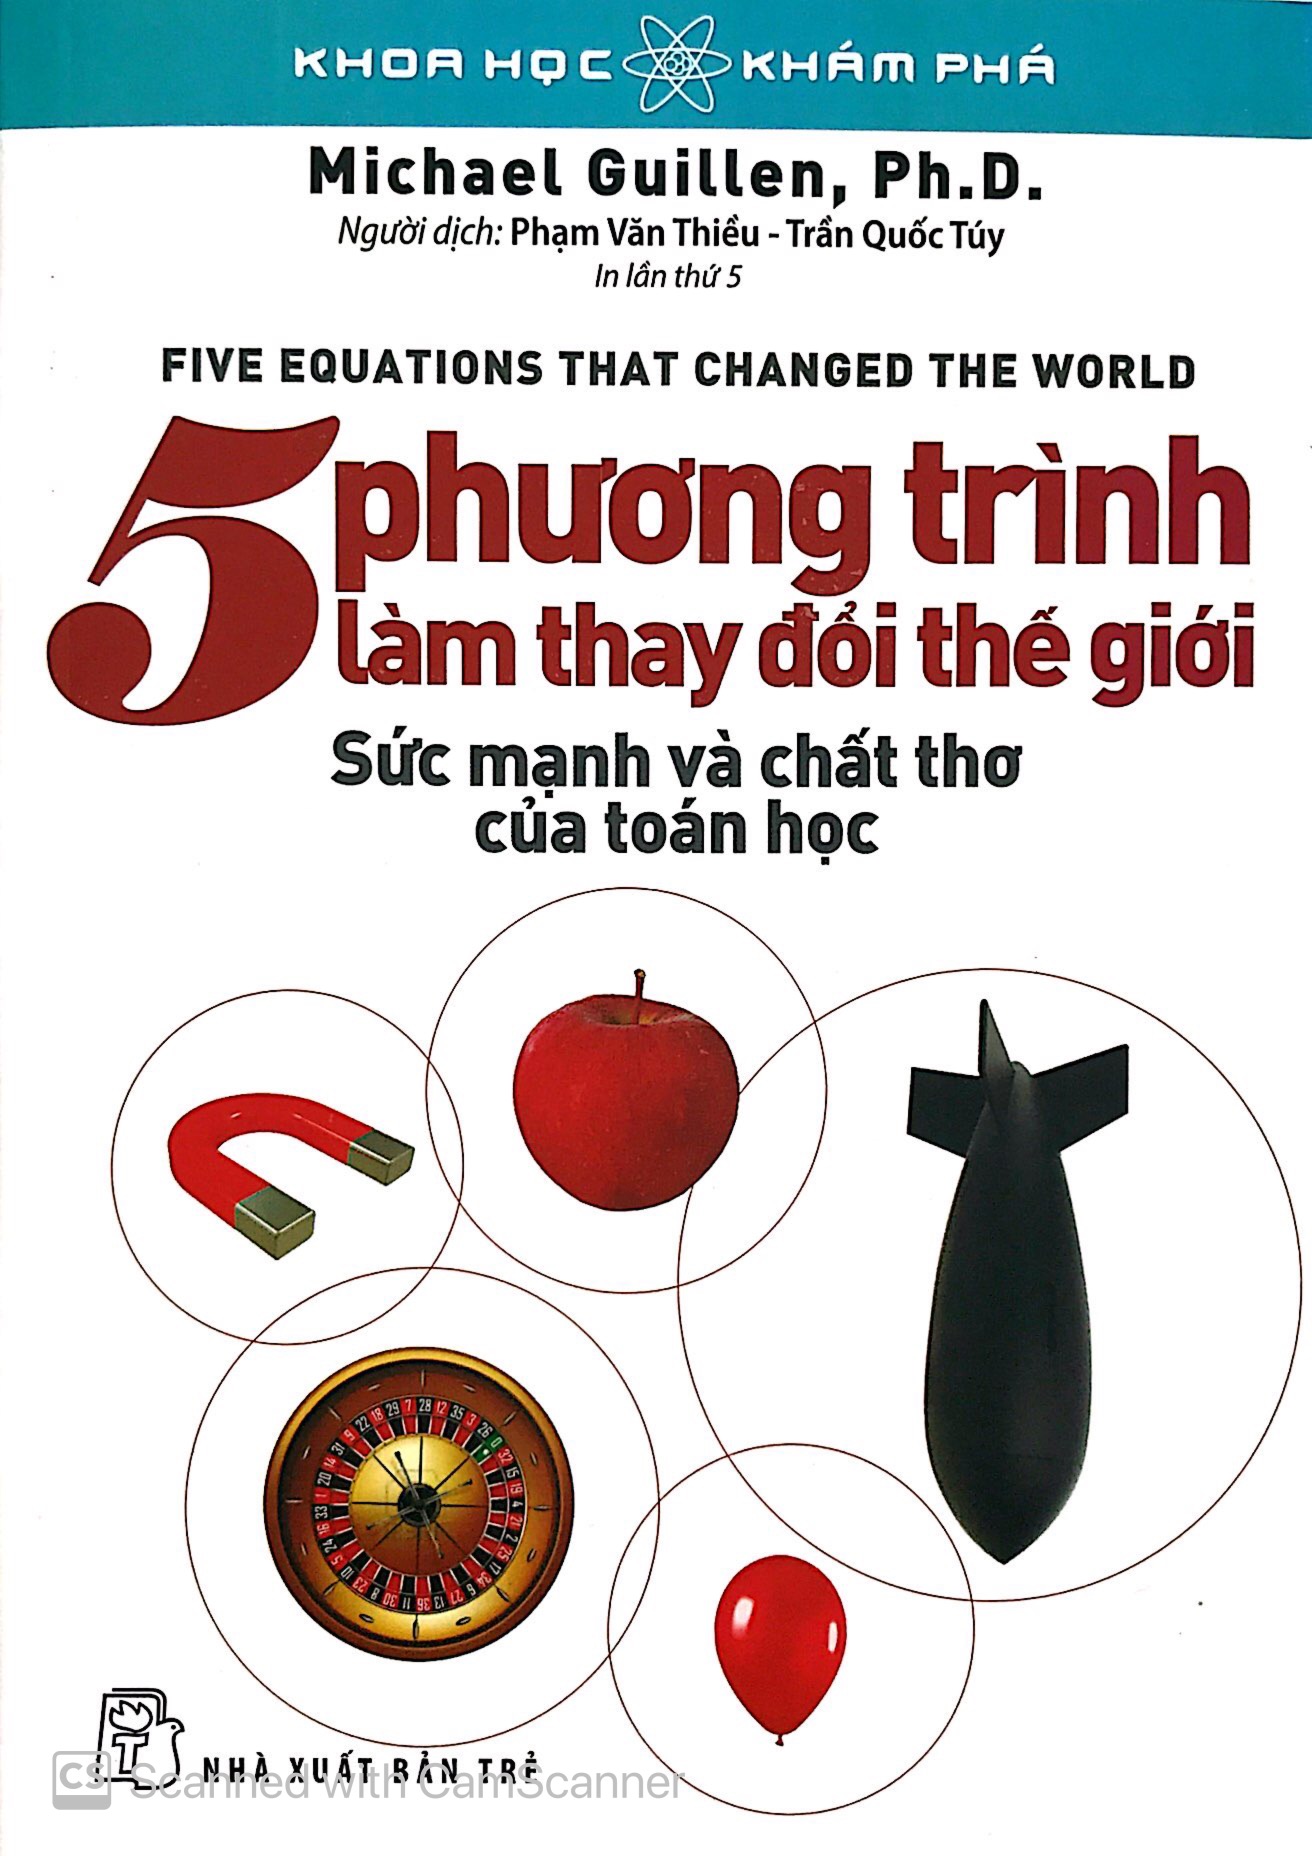 KHOA HỌC KHÁM PHÁ
Michael Guillen, Ph.D.
Người dịch: Phạm Văn Thiều - Trần Quốc Túy
In lần thứ 5
FIVE EQUATIONS THAT CHANGED THE WORLD
5 phương trình
làm thay đổi thế giới
Sức mạnh và chất thơ
của toán học
NHÀ XUẤT BẢN TRẺ
CS Scanned with CamScanner